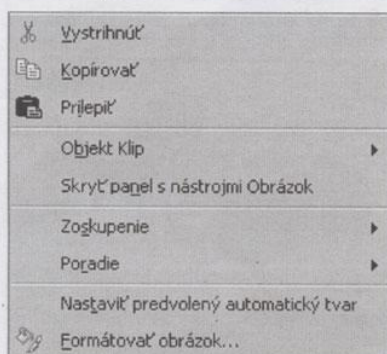 Vystrihnúť
Kopírovať
Prilepiť
Objekt Klip
Skryť panel s nástrojmi Obrázok
Zoskupenie
Poradie
Nastaviť predvolený automatický tvar
Formátovať obrázok...